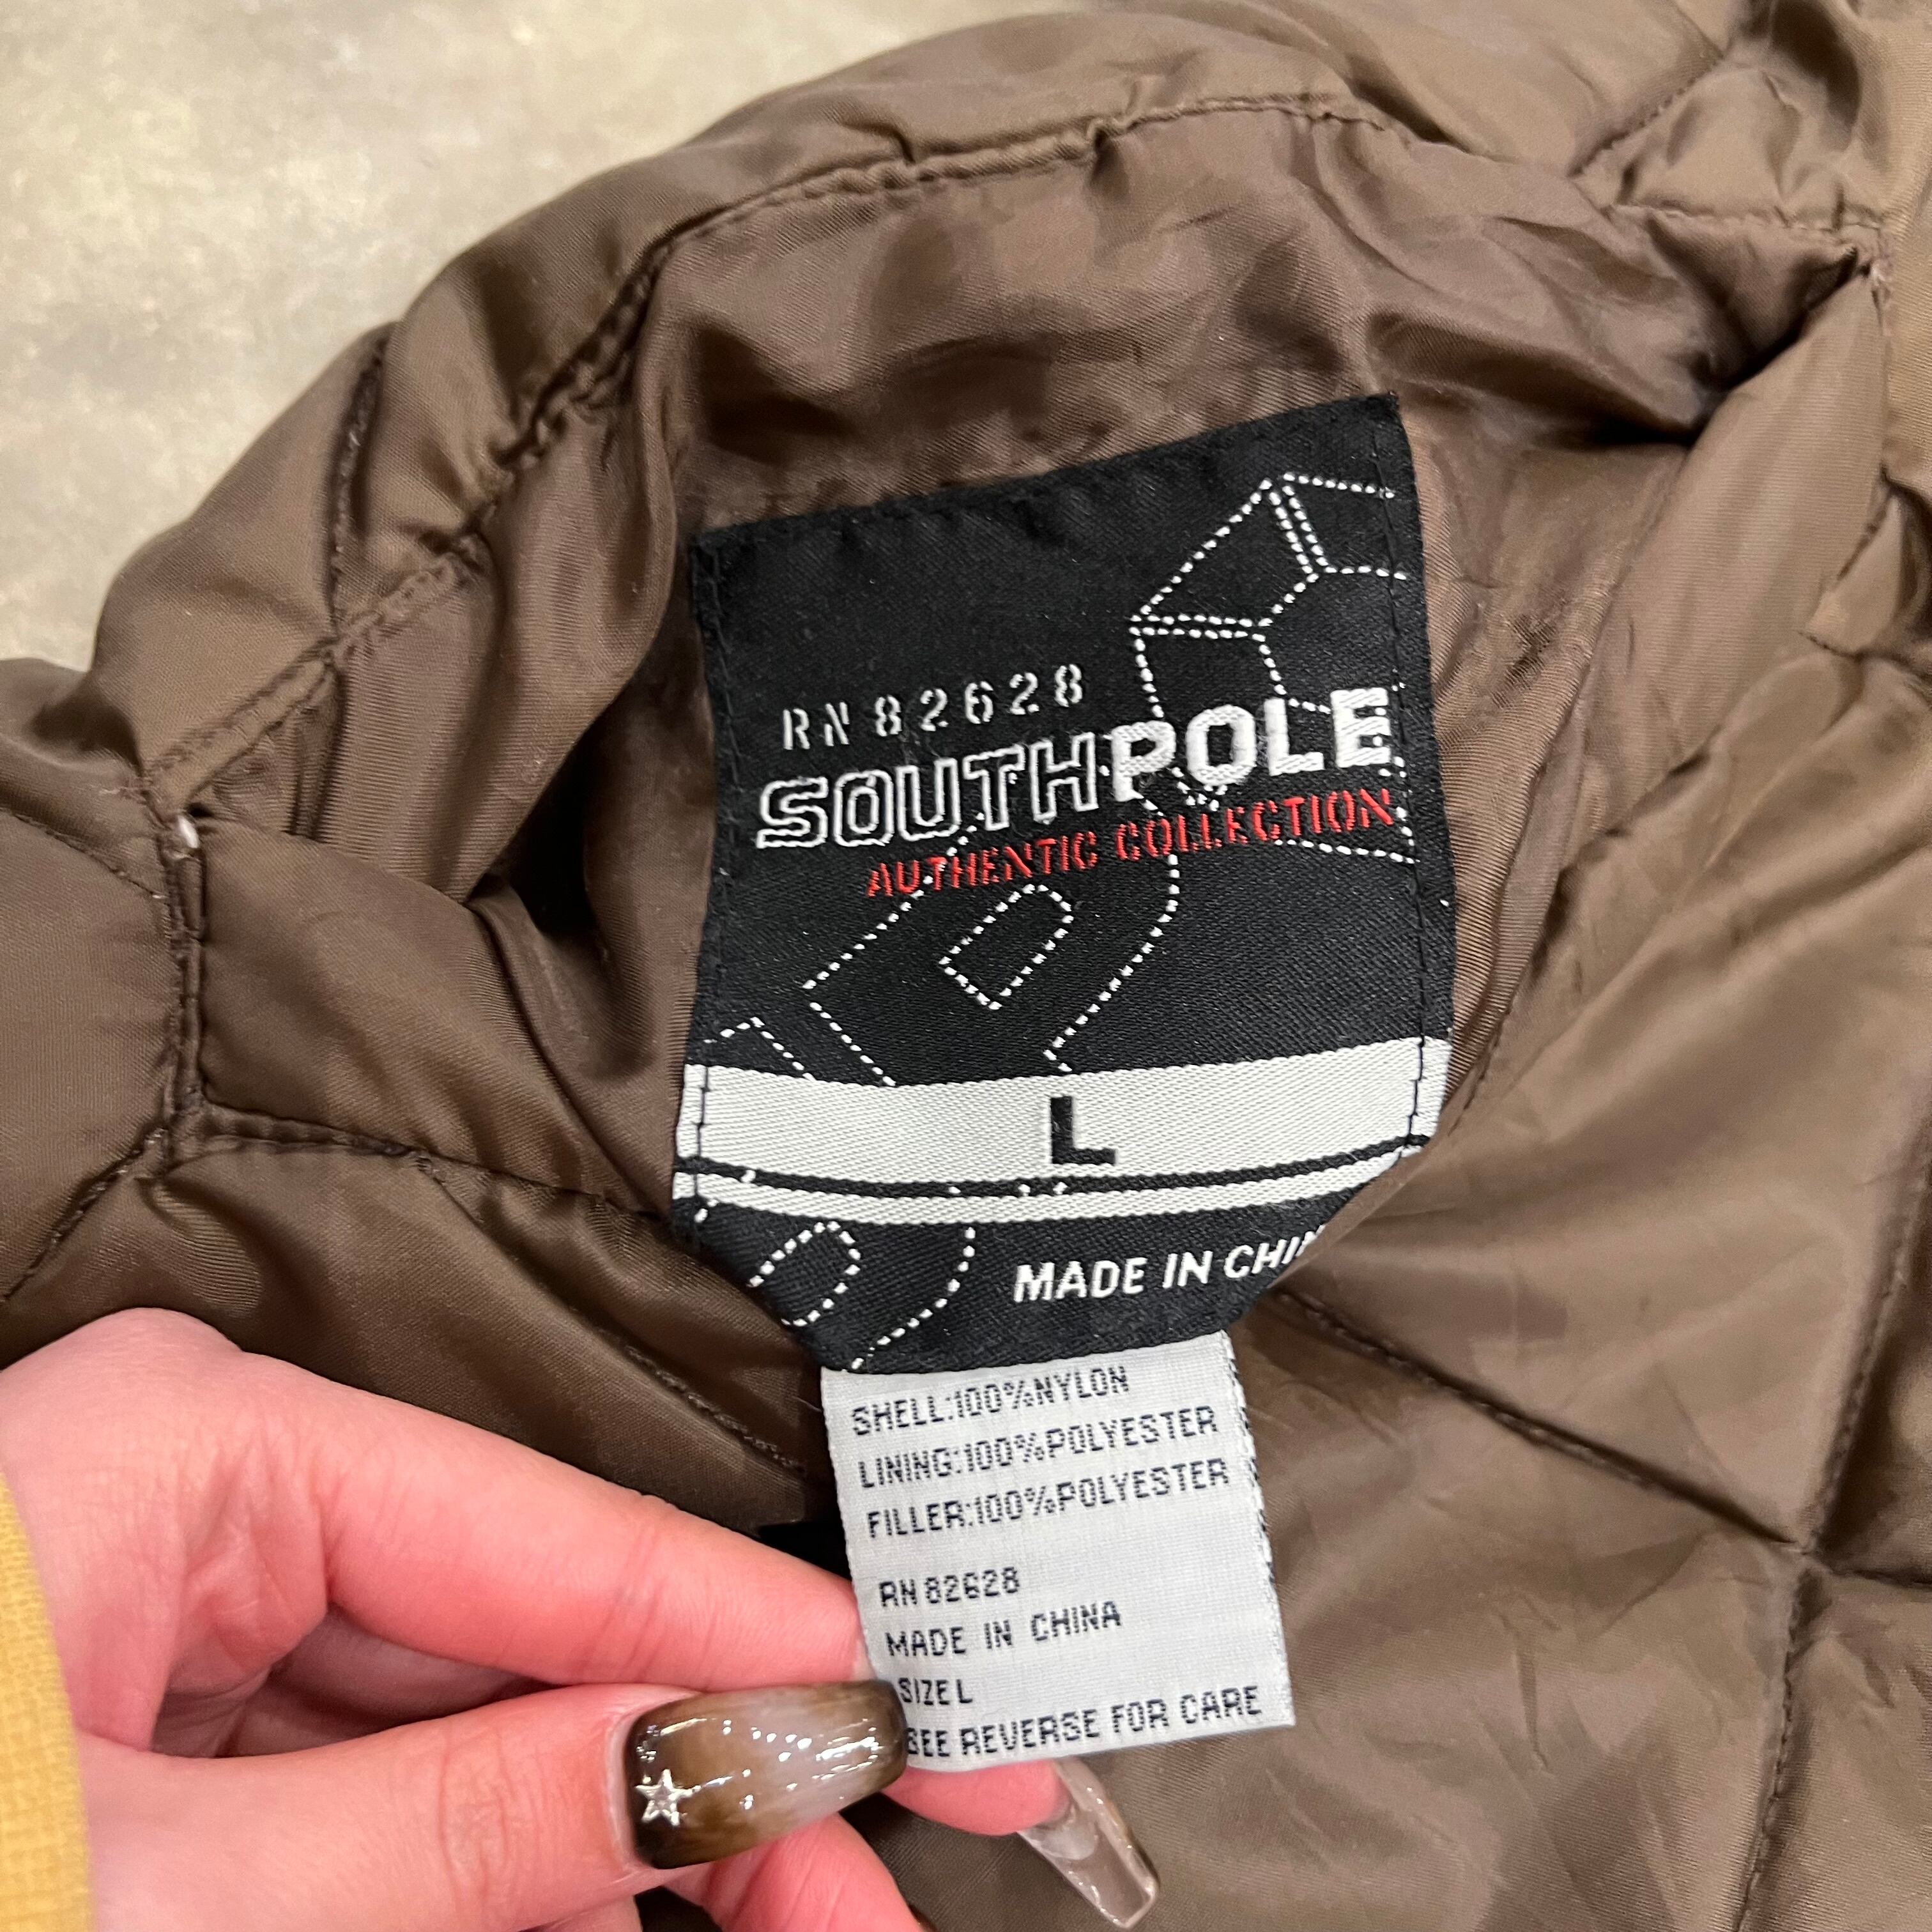 RN 82628
SOUTHPOLE
AUTHENTIC COLLECTION
L
MADE IN CHIN
SHELL:100%NYLON
LINING:100%POLYESTER
FILLER:100%POLYESTER
RN 82628
MADE IN CHINA
SIZE L
SEE REVERSE FOR CARE